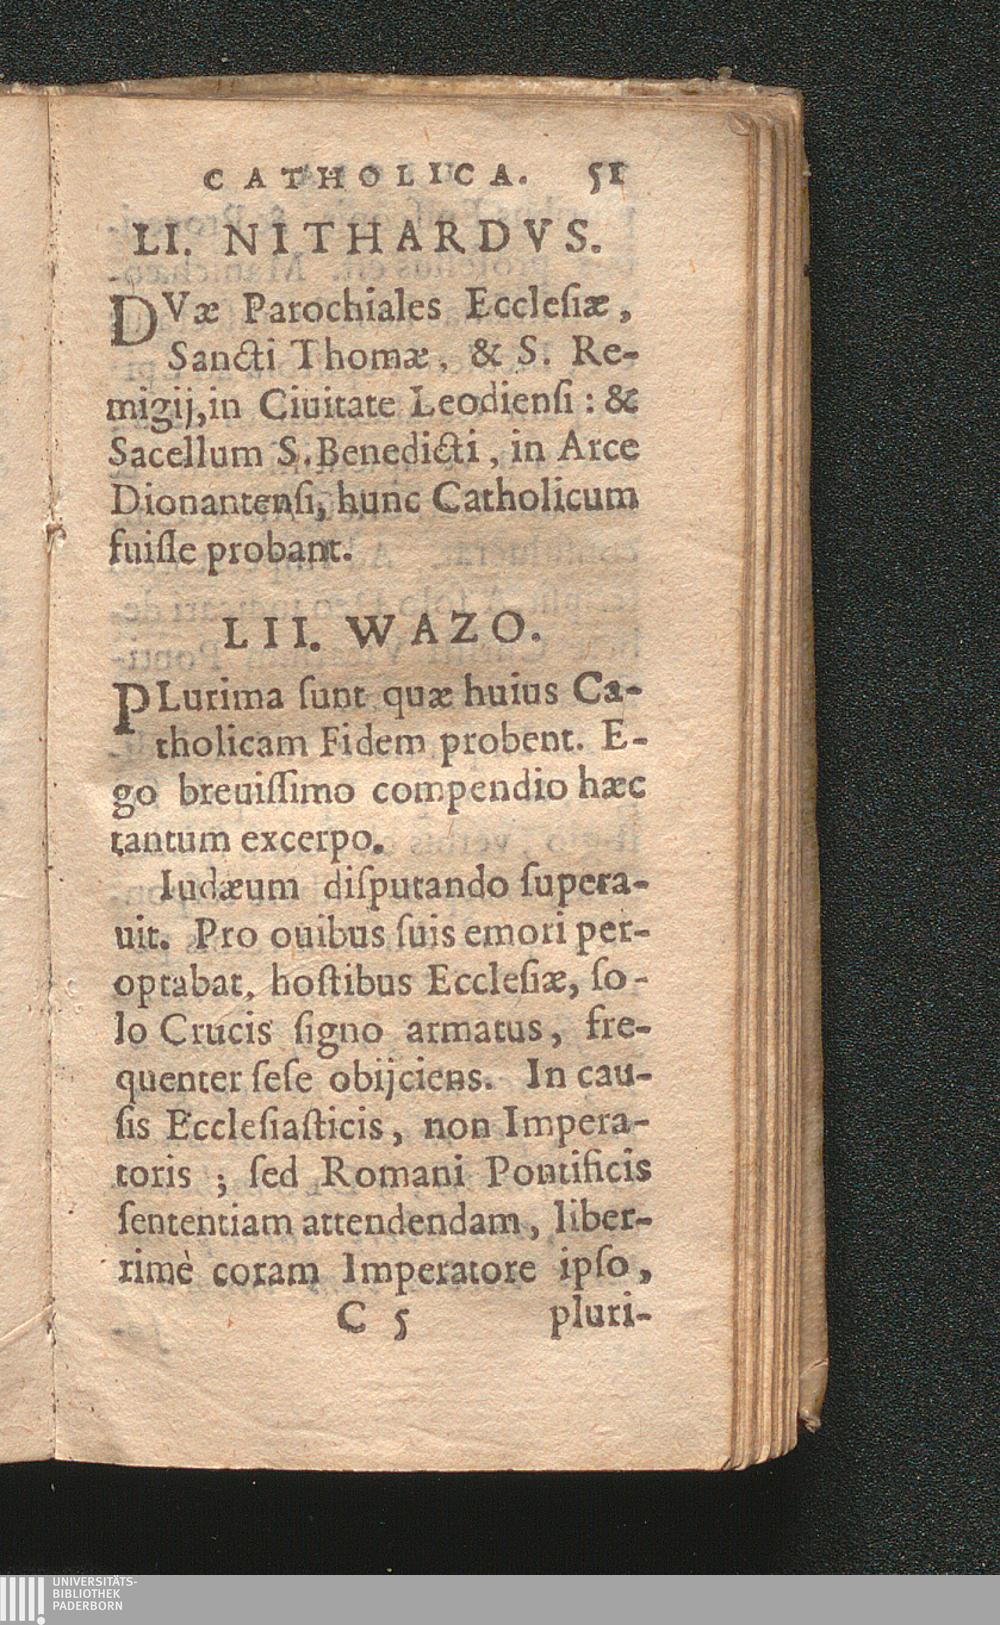 CATHOLICA. 51
LI. NITHARDVS.
DVæ Parochiales Eccleſiæ,
Sancti Thomæ, & S. Re-
migij, in Ciuitate Leodienſi : &
Sacellum S. Benedicti, in Arce
Dionantenſi, hunc Catholicum
fuiſſe probant.
LII. WAZO.
PLurima ſunt quæ huius Ca-
tholicam Fidem probent. E-
go breuiſſimo compendio hæc
tantum excerpo.
Iudæum diſputando ſupera-
uit. Pro ouibus ſuis emori per-
optabat, hoſtibus Eccleſiæ, ſo-
lo Crucis ſigno armatus, fre-
quenter ſeſe obijciens. In cau-
ſis Eccleſiaſticis, non Impera-
toris ; ſed Romani Pontificis
ſententiam attendendam, liber-
rimè coram Imperatore ipſo,
C 5 pluri-
UNIVERSITÄTS-
BIBLIOTHEK
PADERBORN